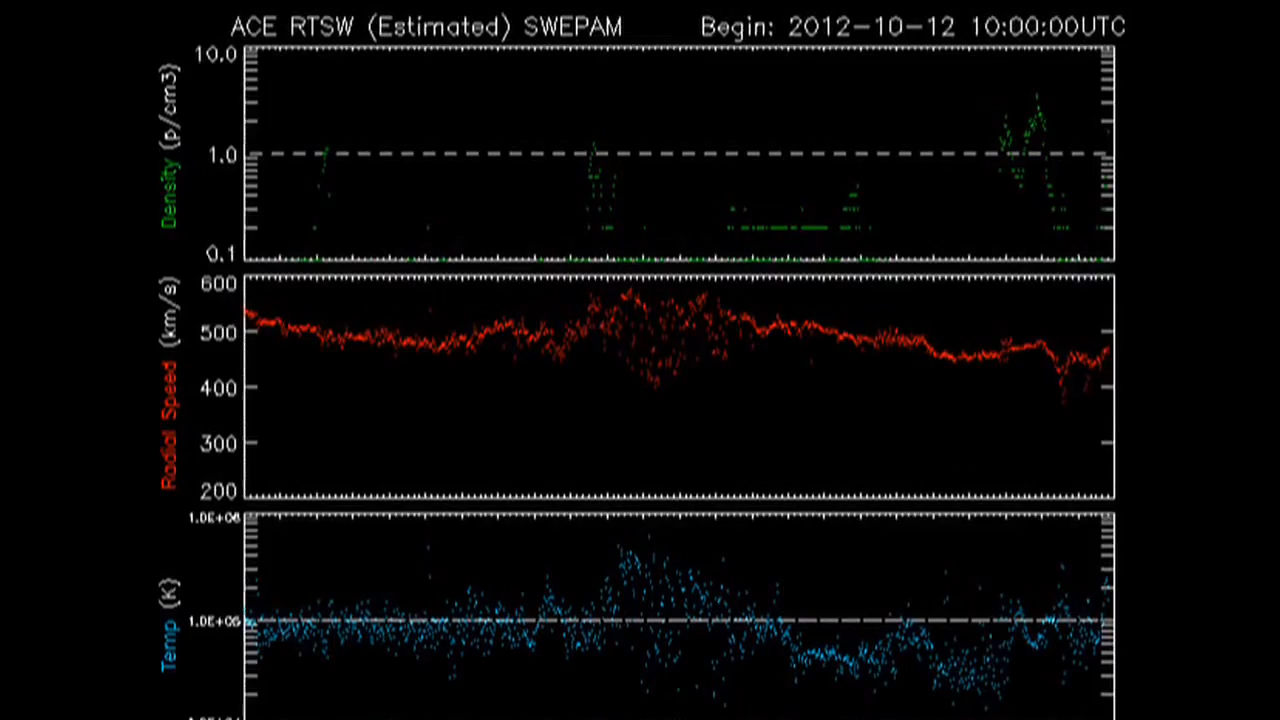 ACE RTSW (Estimated) SWEPAM Begin: 2012-10-12 10:00:00UTC
10.0
Density (p/cm3)
1.0
0.1
600
Radial Speed (km/s)
500
400
300
200
1.0E+06
Temp (K)
1.0E+05